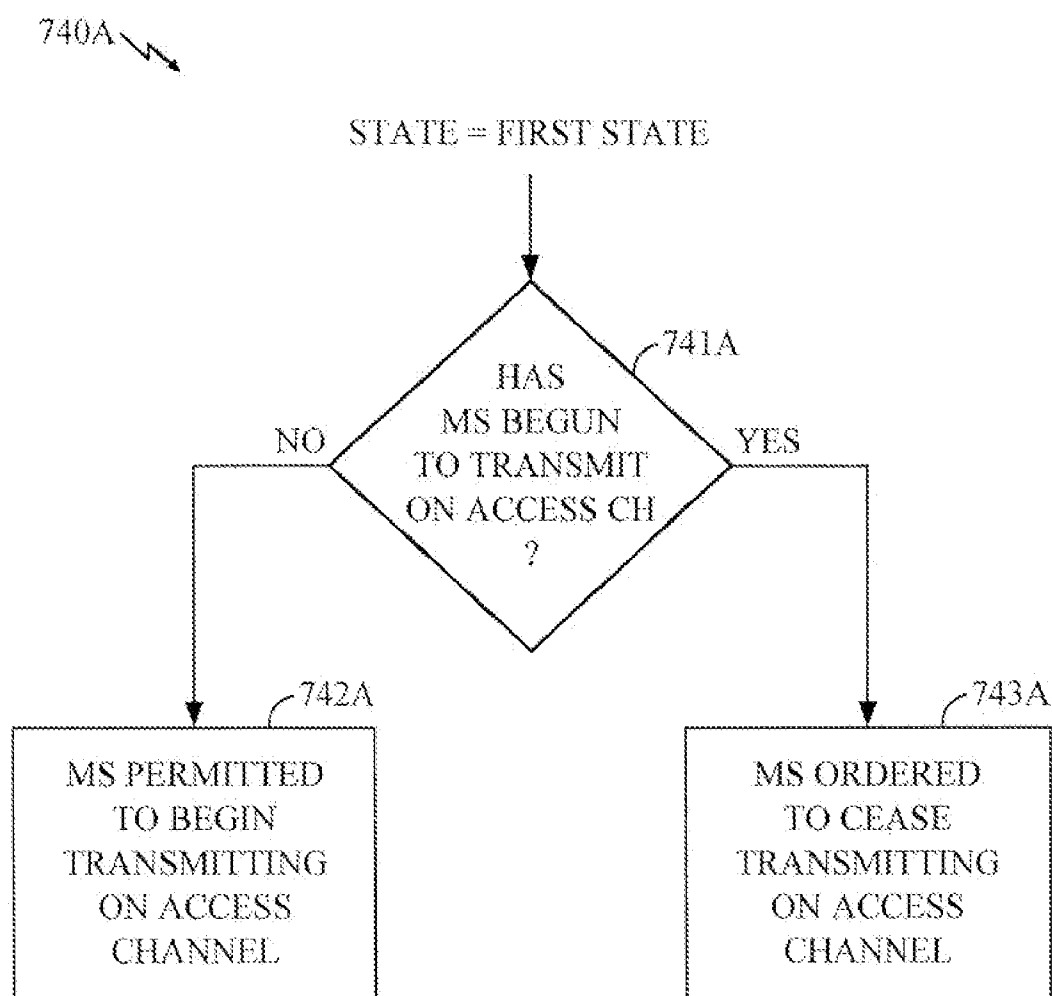 740A
STATE = FIRST STATE
741A
HAS
MS BEGUN
TO TRANSMIT
ON ACCESS CH
?
NO
YES
742A
MS PERMITTED
TO BEGIN
TRANSMITTING
ON ACCESS
CHANNEL
743A
MS ORDERED
TO CEASE
TRANSMITTING
ON ACCESS
CHANNEL